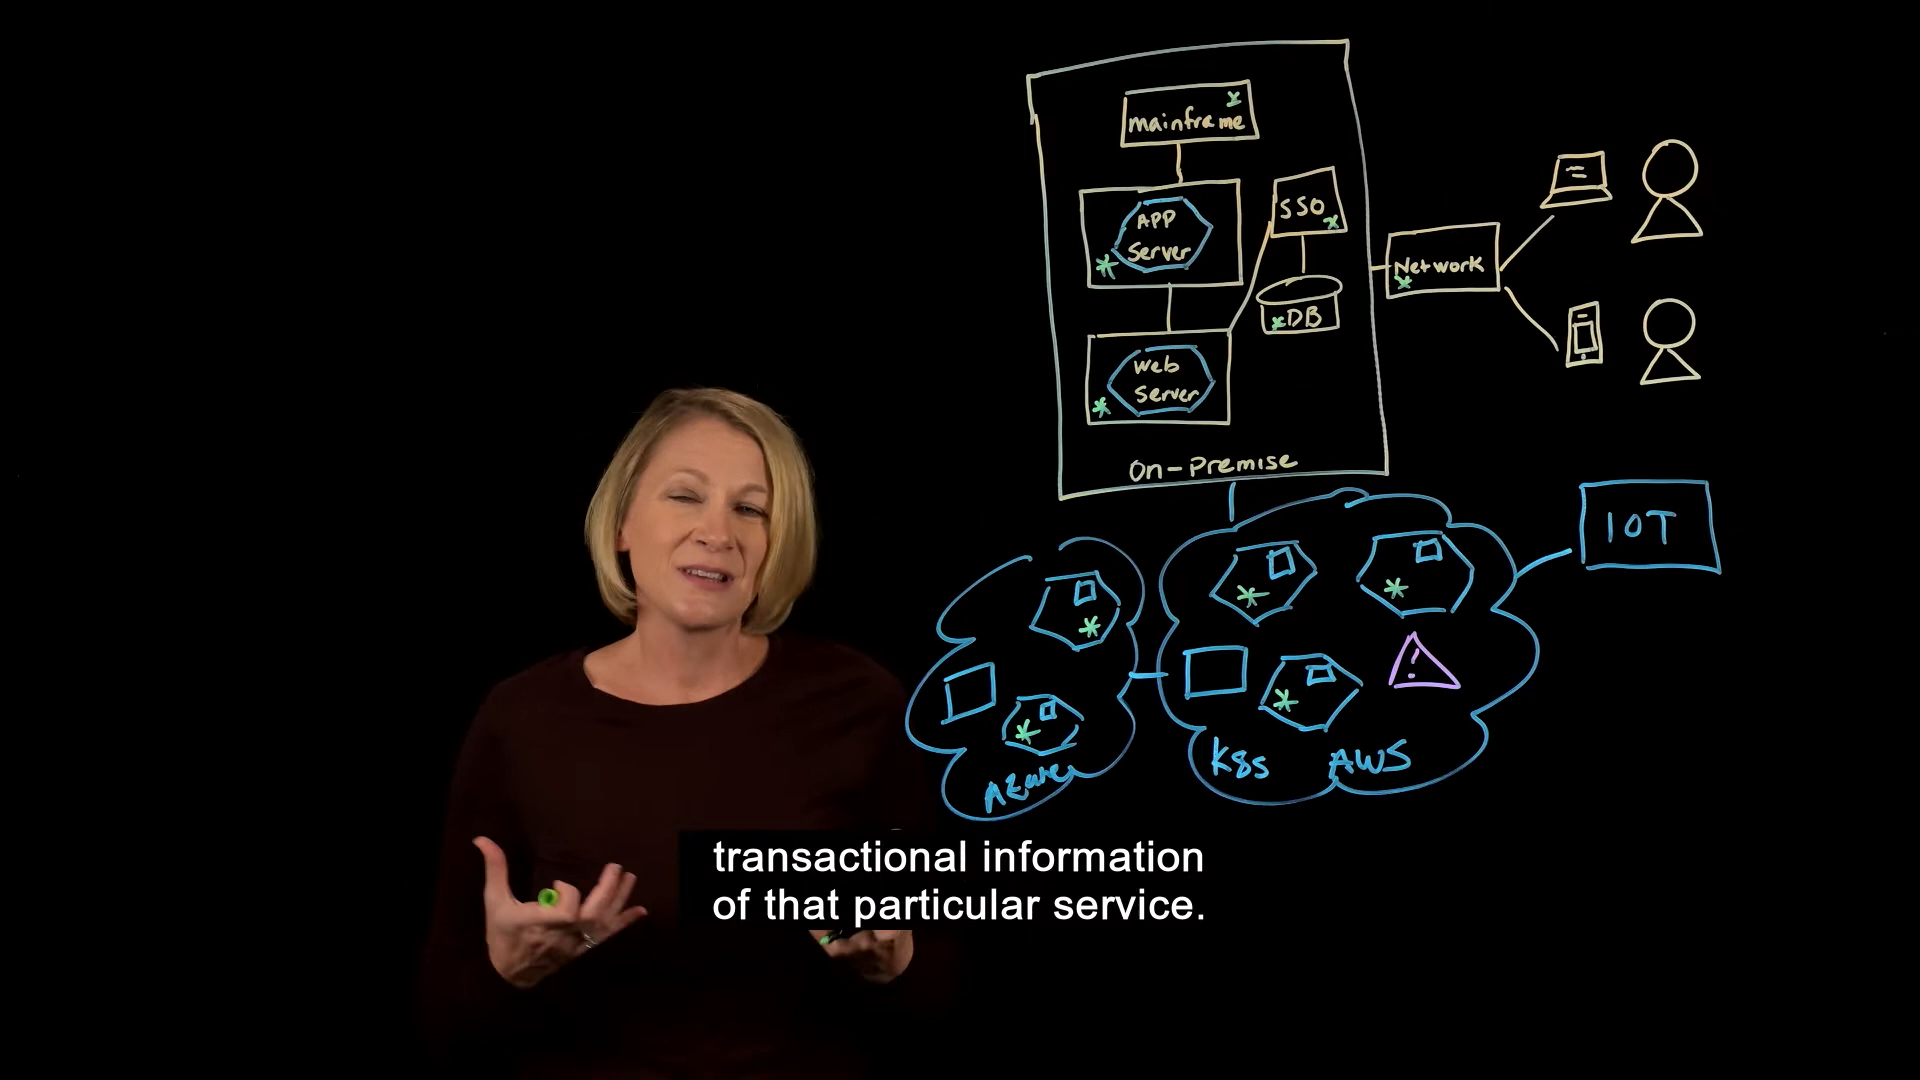 mainframe
APP
Server
SSO
Network
DB
Web
Server
On-Premise
IOT
Azure
K8s
AWS
transactional information
of that particular service.